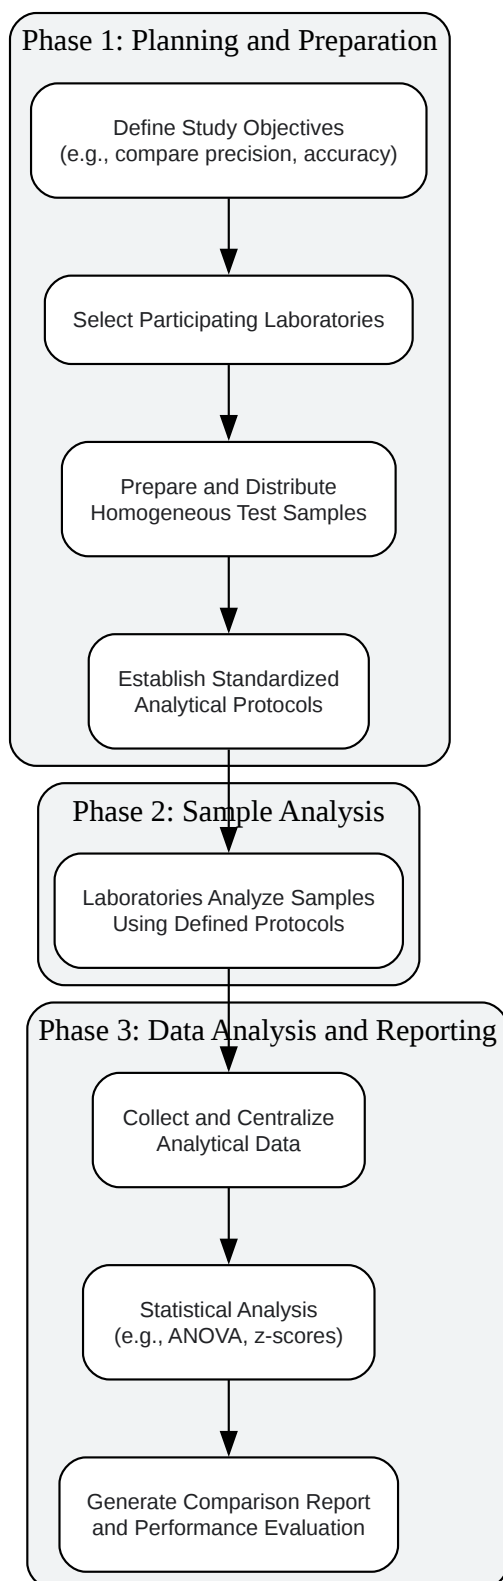 Phase 1: Planning and Preparation
Define Study Objectives
(e.g., compare precision, accuracy)
Select Participating Laboratories
Prepare and Distribute
Homogeneous Test Samples
Establish Standardized
Analytical Protocols
Phase 2: Sample Analysis
Laboratories Analyze Samples
Using Defined Protocols
Phase 3: Data Analysis and Reporting
Collect and Centralize
Analytical Data
Statistical Analysis
(e.g., ANOVA, z-scores)
Generate Comparison Report
and Performance Evaluation